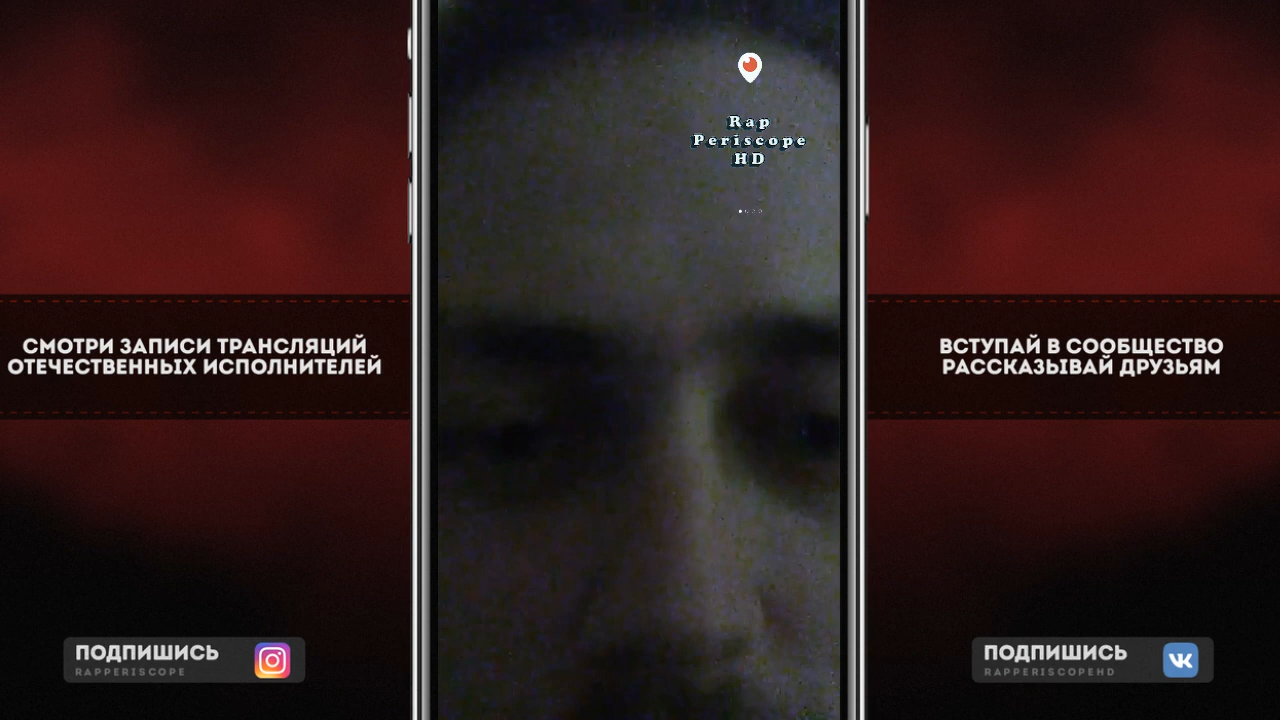 Rap
Periscope
HD
СМОТРИ ЗАПИСИ ТРАНСЛЯЦИЙ
ОТЕЧЕСТВЕННЫХ ИСПОЛНИТЕЛЕЙ
ВСТУПАЙ В СООБЩЕСТВО
РАССКАЗЫВАЙ ДРУЗЬЯМ
ПОДПИШИСЬ
RAPPERISCOPE
ПОДПИШИСЬ
RAPPERISCOPEHD